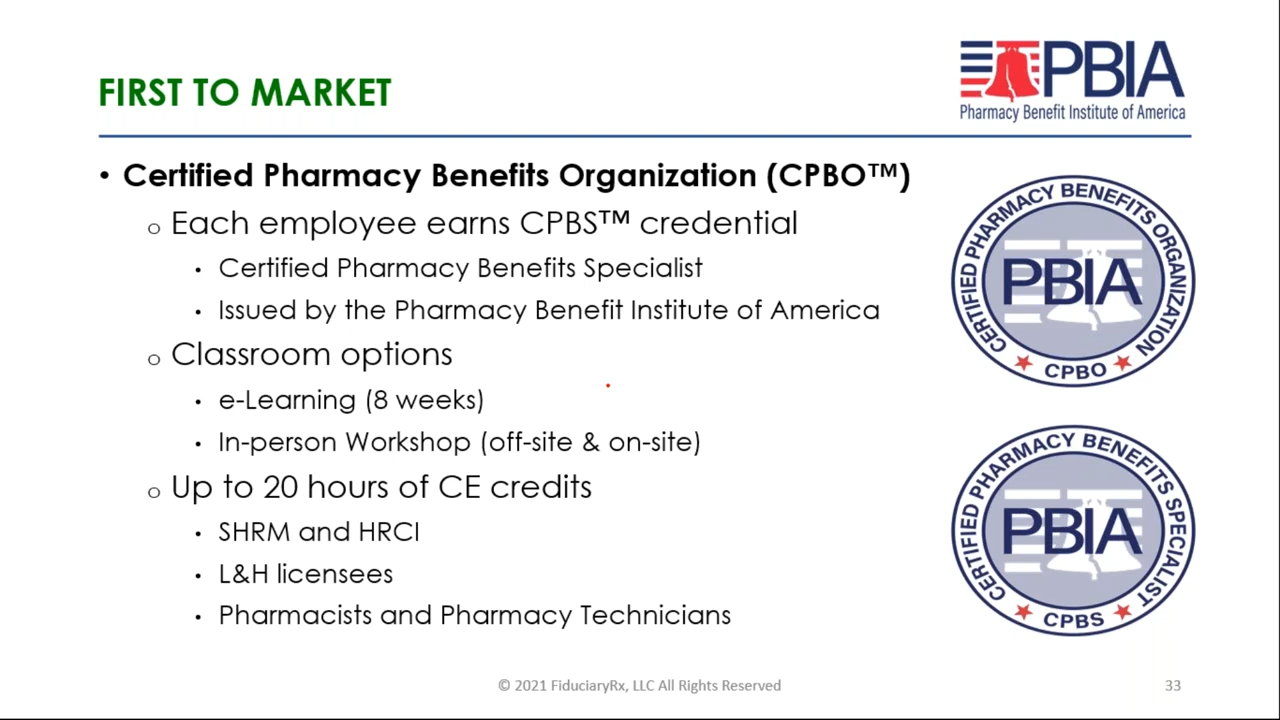 FIRST TO MARKET
PBIA
Pharmacy Benefit Institute of America
• Certified Pharmacy Benefits Organization (CPBO™)
o Each employee earns CPBS™ credential
• Certified Pharmacy Benefits Specialist
• Issued by the Pharmacy Benefit Institute of America
o Classroom options
• e-Learning (8 weeks)
• In-person Workshop (off-site & on-site)
o Up to 20 hours of CE credits
• SHRM and HRCI
• L&H licensees
• Pharmacists and Pharmacy Technicians
CERTIFIED PHARMACY BENEFITS ORGANIZATION
PBIA
CPBO
CERTIFIED PHARMACY BENEFITS SPECIALIST
PBIA
CPBS
© 2021 FiduciaryRx, LLC All Rights Reserved
33